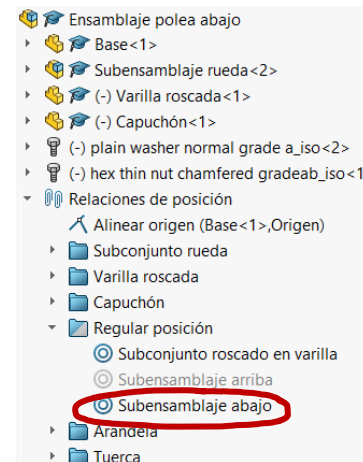 Ensamblaje polea abajo
Base<1>
Subensamblaje rueda<2>
(-) Varilla roscada<1>
(-) Capuchón<1>
(-) plain washer normal grade a_iso<2>
(-) hex thin nut chamfered gradeab_iso<1
Relaciones de posición
Alinear origen (Base<1>,Origen)
Subconjunto rueda
Varilla roscada
Capuchón
Regular posición
Subconjunto roscado en varilla
Subensamblaje arriba
Subensamblaje abajo
Arandela
Tuerca